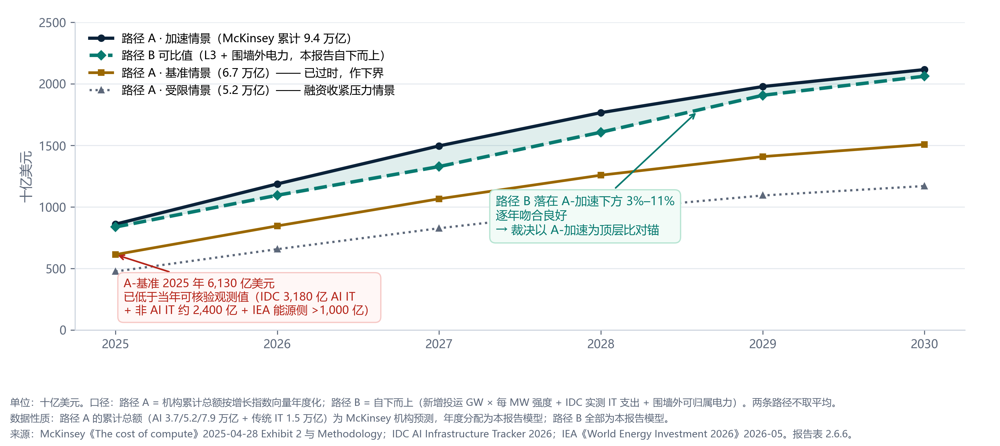 2500
2000
1500
1000
500
0
十亿美元
路径 A · 加速情景（McKinsey 累计 9.4 万亿）
路径 B 可比值（L3 + 围墙外电力，本报告自下而上）
路径 A · 基准情景（6.7 万亿）—— 已过时，作下界
路径 A · 受限情景（5.2 万亿）—— 融资收紧压力情景
路径 B 落在 A-加速下方 3%–11%
逐年吻合良好
→ 裁决以 A-加速为顶层比对锚
A-基准 2025 年 6,130 亿美元
已低于当年可核验观测值（IDC 3,180 亿 AI IT
+ 非 AI IT 约 2,400 亿 + IEA 能源侧 >1,000 亿）
2025
2026
2027
2028
2029
2030
单位：十亿美元。口径：路径 A = 机构累计总额按增长指数向量年度化；路径 B = 自下而上（新增投运 GW × 每 MW 强度 + IDC 实测 IT 支出 + 围墙外可归属电力）。两条路径不取平均。
数据性质：路径 A 的累计总额（AI 3.7/5.2/7.9 万亿 + 传统 IT 1.5 万亿）为 McKinsey 机构预测，年度分配为本报告模型；路径 B 全部为本报告模型。
来源：McKinsey《The cost of compute》2025-04-28 Exhibit 2 与 Methodology；IDC AI Infrastructure Tracker 2026；IEA《World Energy Investment 2026》2026-05。报告表 2.6.6。